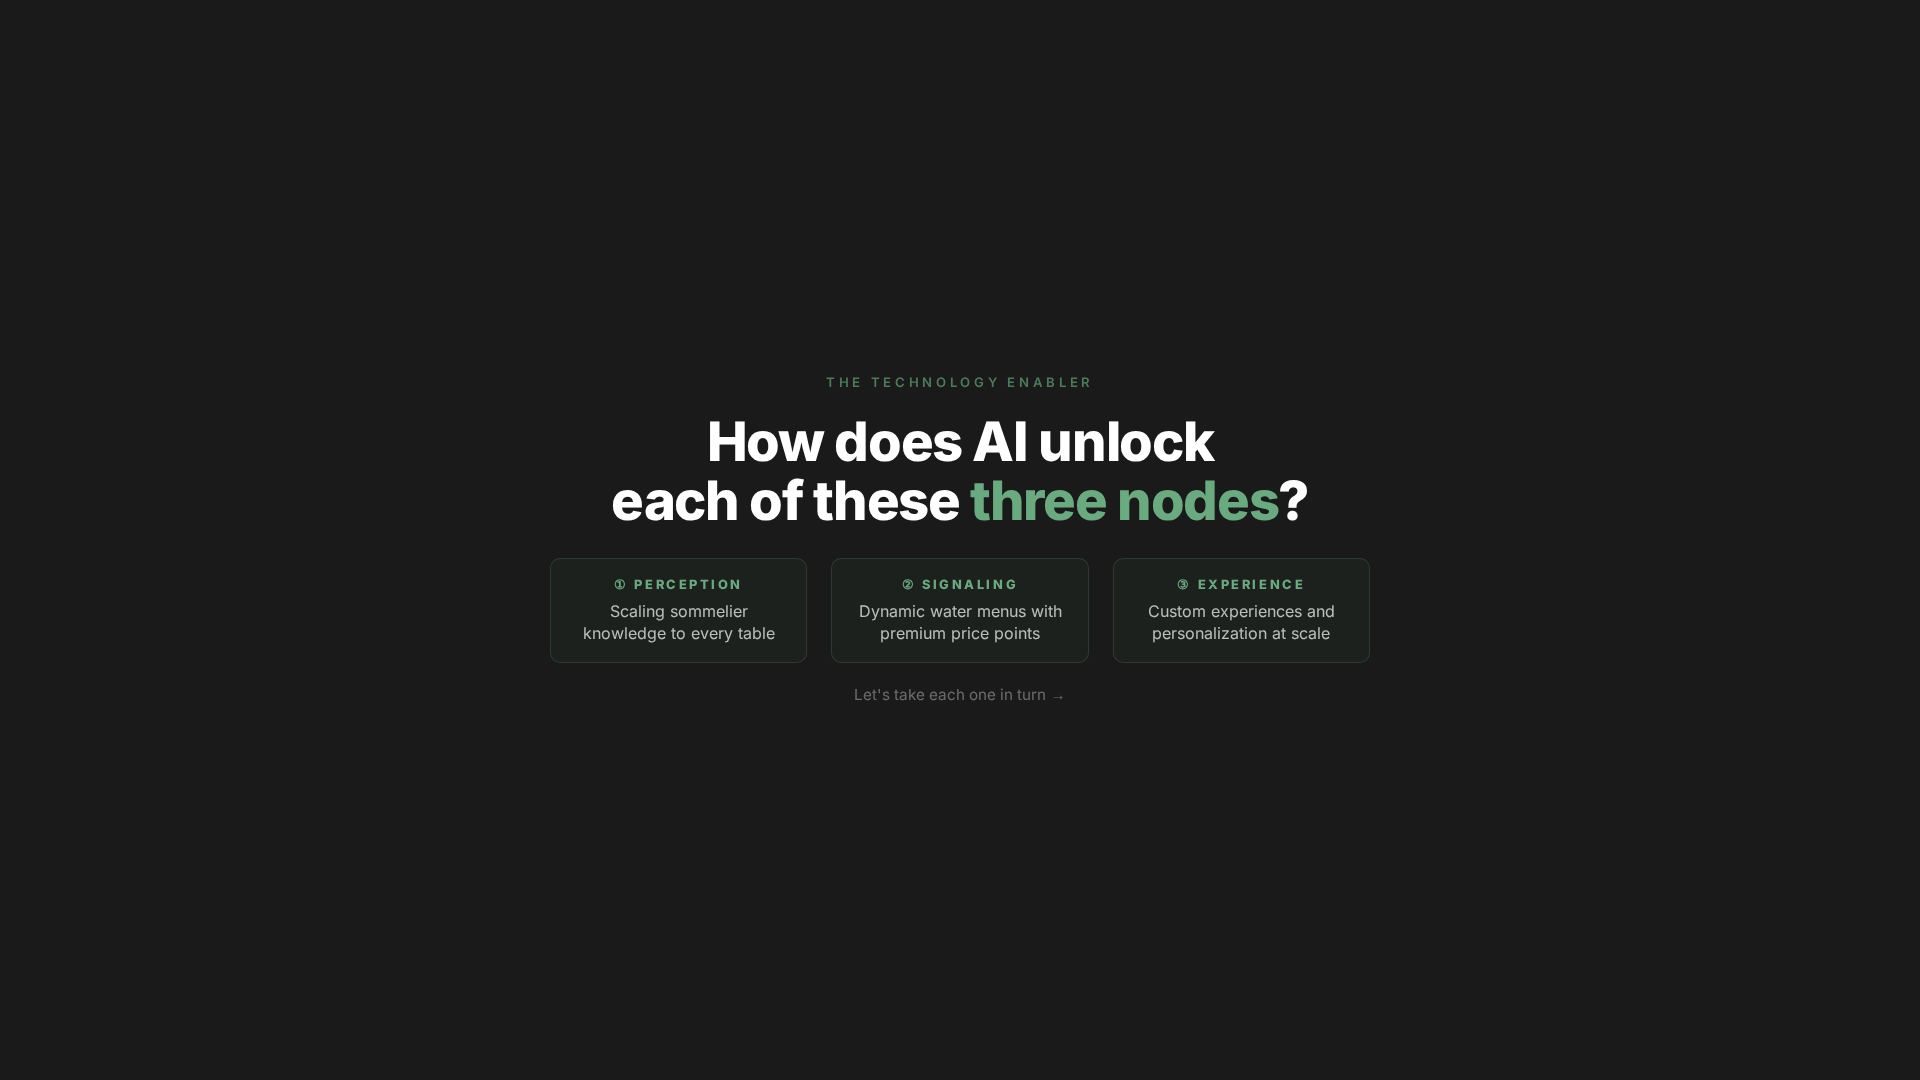 THE TECHNOLOGY ENABLER
How does AI unlock
each of these three nodes?
① PERCEPTION
Scaling sommelier
knowledge to every table
② SIGNALING
Dynamic water menus with
premium price points
③ EXPERIENCE
Custom experiences and
personalization at scale
Let's take each one in turn →